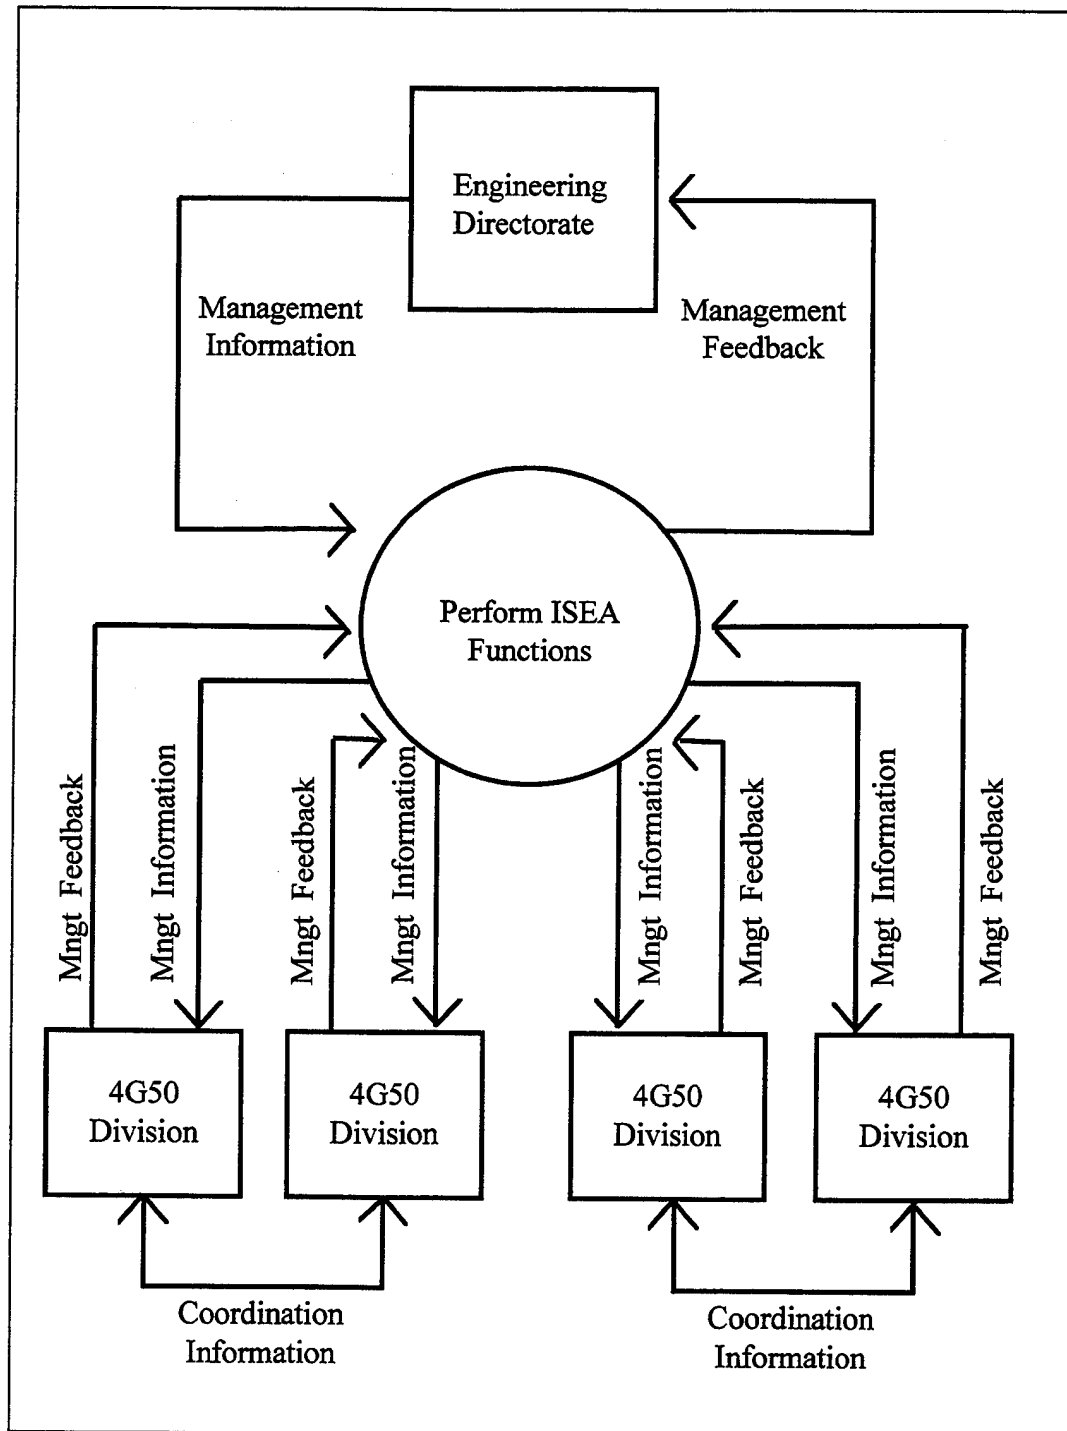 Engineering
Directorate
Management
Information
Management
Feedback
Perform ISEA
Functions
Mngt Feedback
Mngt Information
Mngt Feedback
Mngt Information
Mngt Information
Mngt Feedback
Mngt Information
Mngt Feedback
4G50
Division
4G50
Division
4G50
Division
4G50
Division
Coordination
Information
Coordination
Information